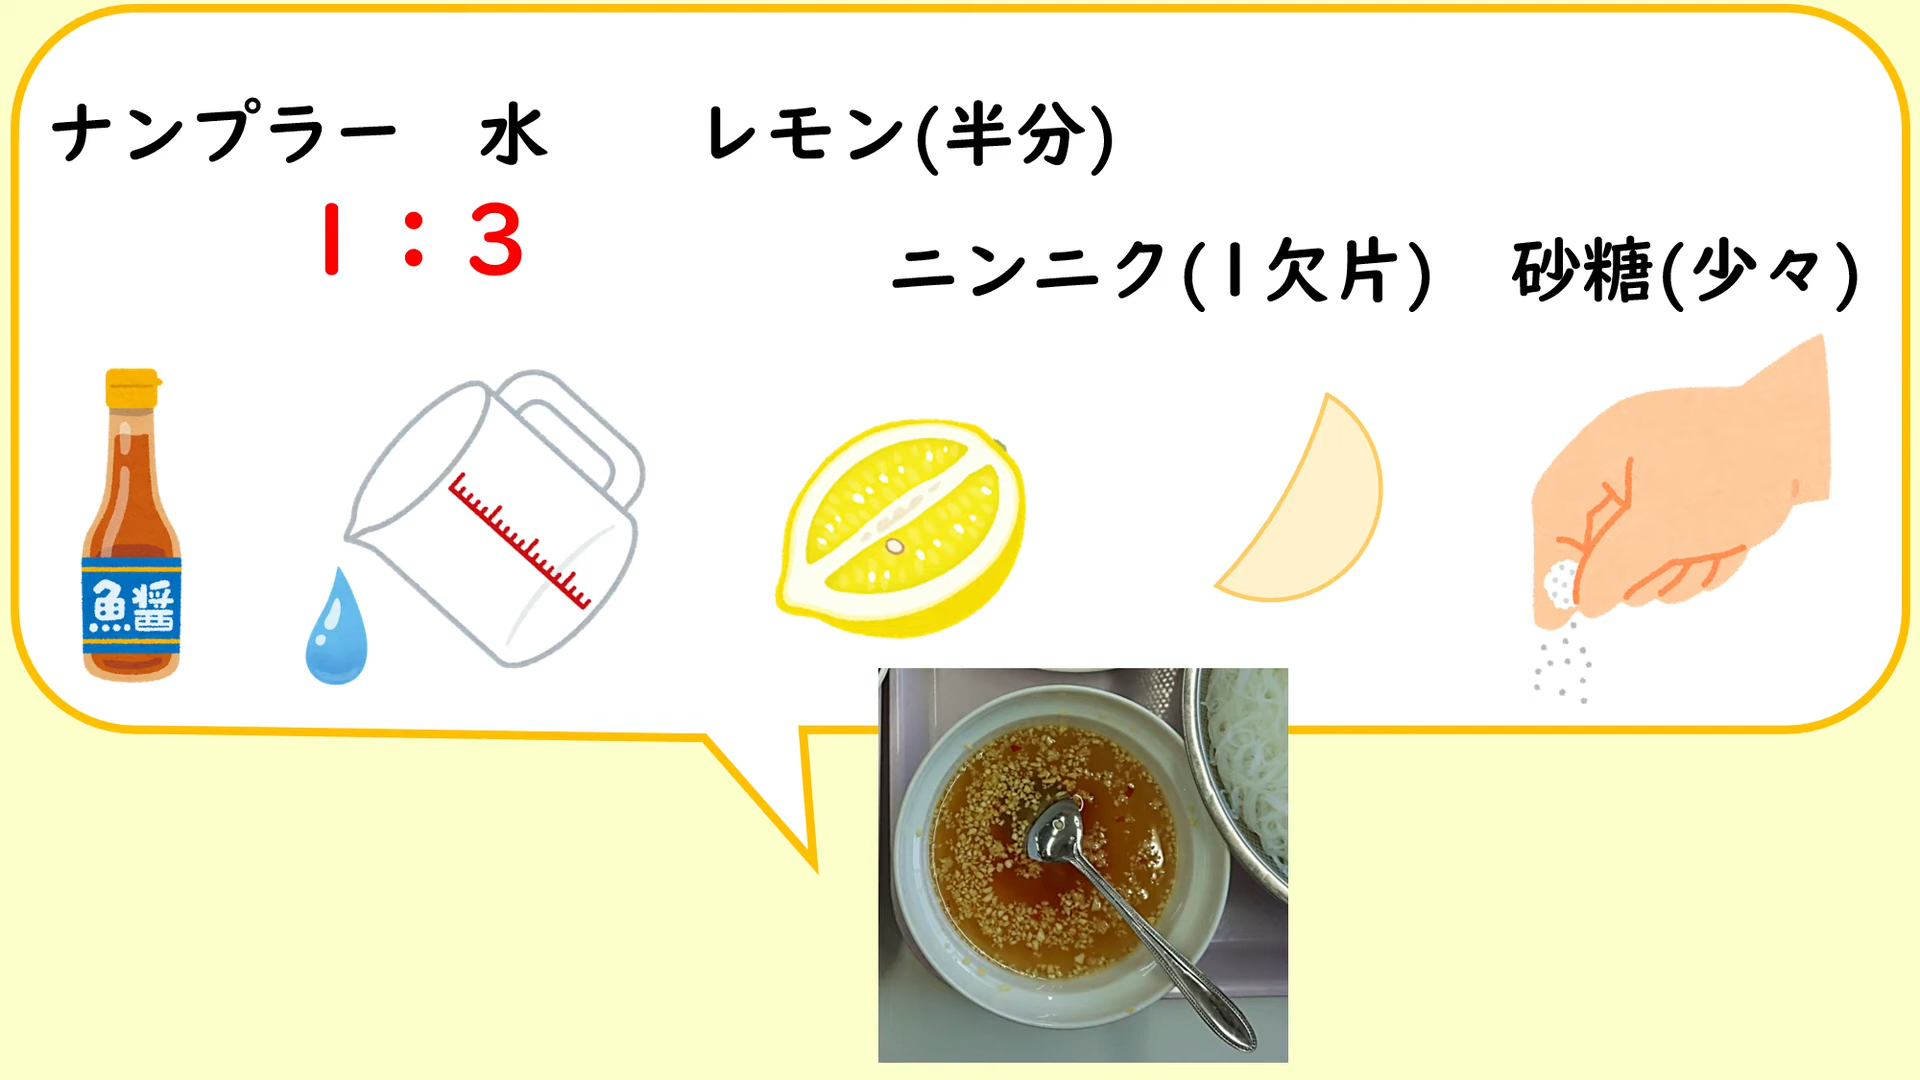 ナンプラー　水　　レモン(半分)
1：3
ニンニク(1欠片)　砂糖(少々)
魚醤